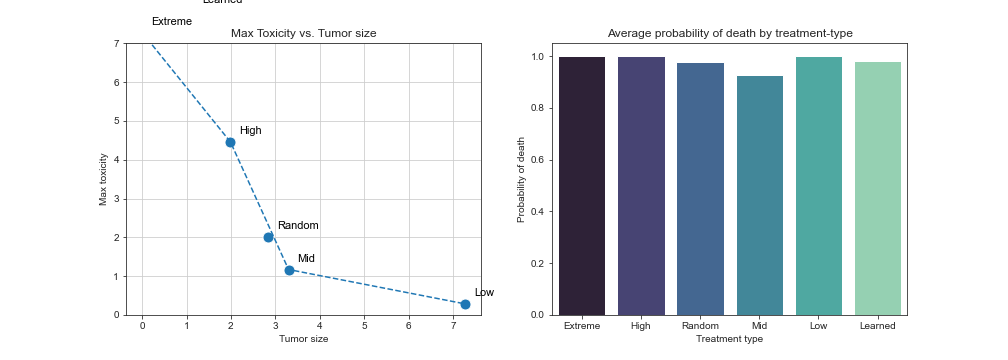 Learned
Extreme
Max Toxicity vs. Tumor size
7
6
5
4
3
2
1
0
Max toxicity
High
Random
Mid
Low
0 1 2 3 4 5 6 7
Tumor size
Average probability of death by treatment-type
1.0
0.8
0.6
0.4
0.2
0.0
Probability of death
Extreme High Random Mid Low Learned
Treatment type